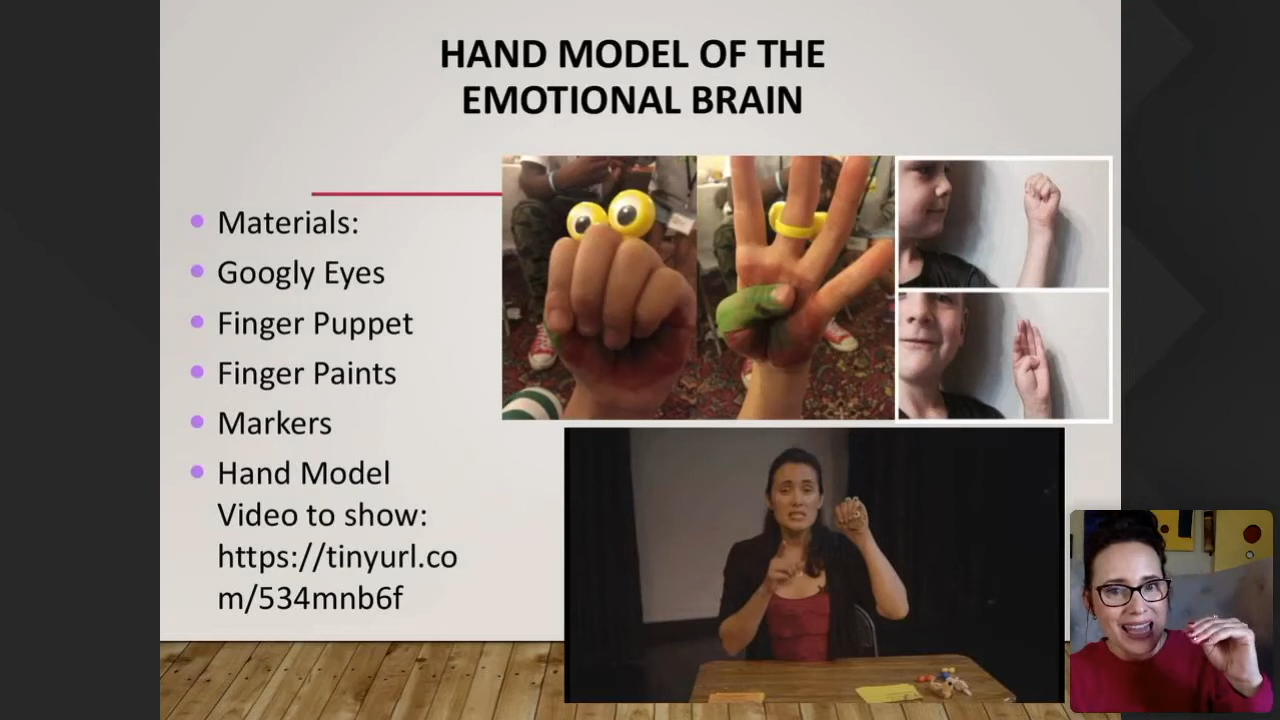 HAND MODEL OF THE
EMOTIONAL BRAIN
Materials:
Googly Eyes
Finger Puppet
Finger Paints
Markers
Hand Model
Video to show:
https://tinyurl.co
m/534mnb6f